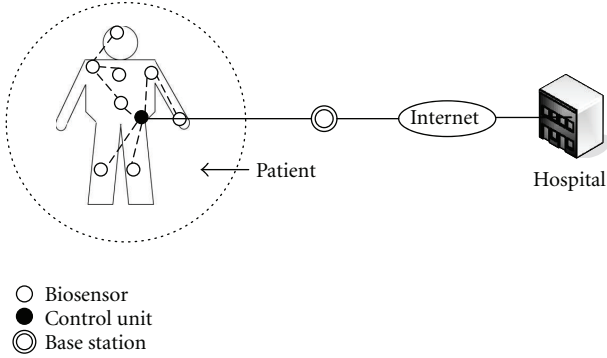 Internet
Patient
Hospital
Biosensor
Control unit
Base station